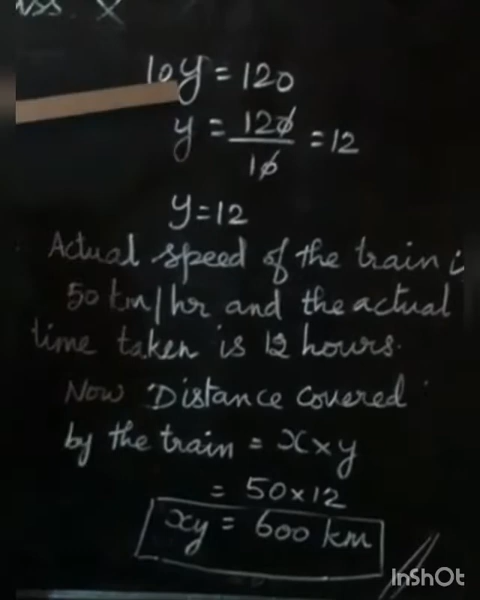 10y = 120
y = 120/10 = 12
y = 12
Actual speed of the train i
50 km/hr and the actual
time taken is 12 hours.
Now Distance covered
by the train = x × y
= 50 × 12
xy = 600 km
InShOt